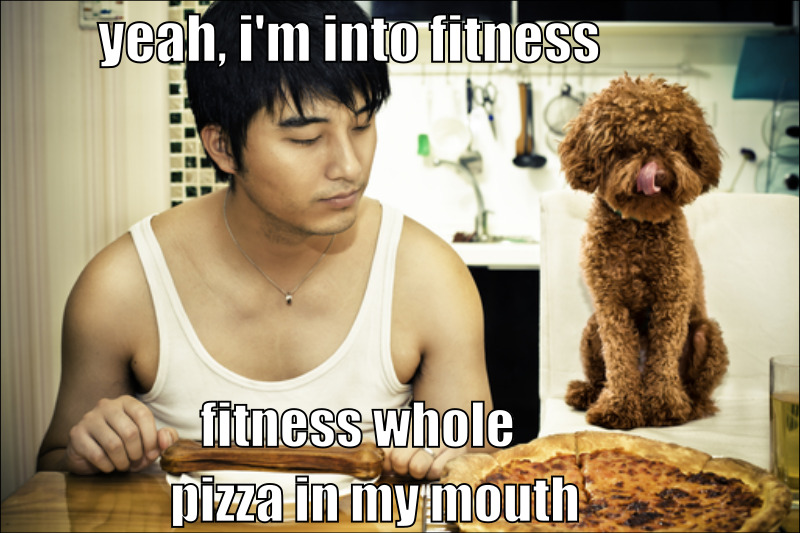 yeah, i'm into fitness
fitness whole
pizza in my mouth